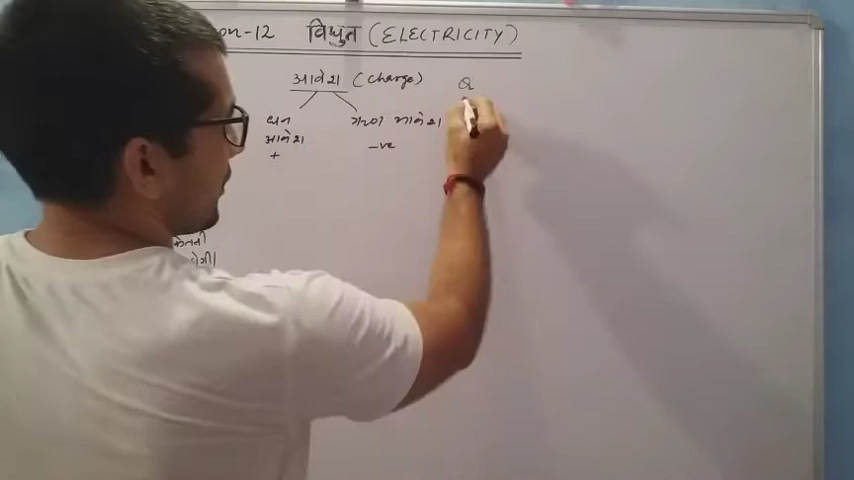 on-12 विद्युत (ELECTRICITY)
आवेश (charge) Q
धन ऋण आवेश
आवेश -ve
+